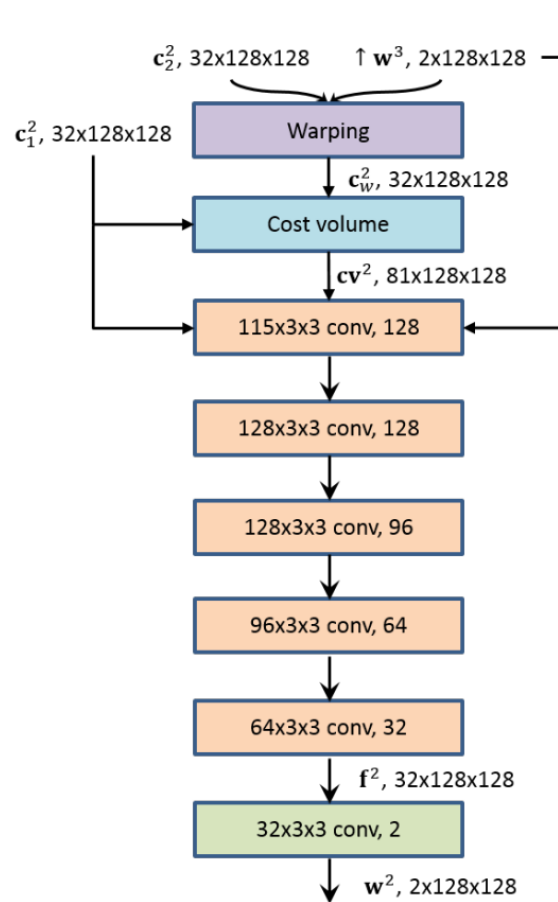 c₂², 32x128x128 ↑ w³, 2x128x128
c₁², 32x128x128
Warping
c_w², 32x128x128
Cost volume
cv², 81x128x128
115x3x3 conv, 128
128x3x3 conv, 128
128x3x3 conv, 96
96x3x3 conv, 64
64x3x3 conv, 32
f², 32x128x128
32x3x3 conv, 2
w², 2x128x128